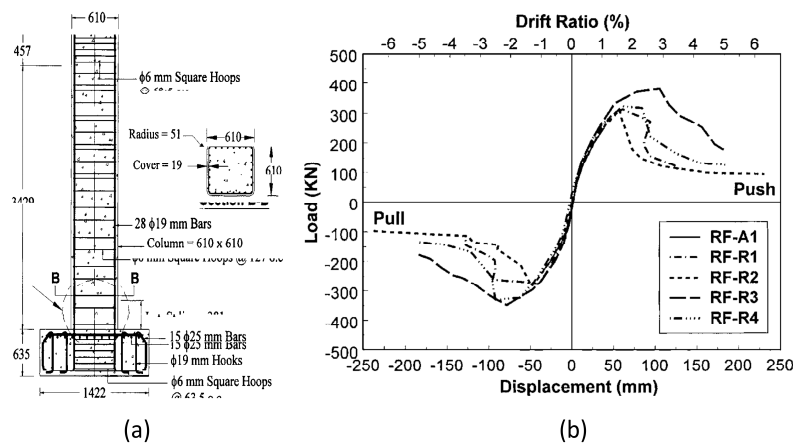 610
457
ϕ6 mm Square Hoops
Radius = 51
610
Cover = 19
610
28 ϕ19 mm Bars
Column = 610 x 610
mm Square Hoops @ 127
B
B
15 ϕ25 mm Bars
15 ϕ25 mm Bars
ϕ19 mm Hooks
635
ϕ6 mm Square Hoops
1422
(a)
Drift Ratio (%)
-6 -5 -4 -3 -2 -1 0 1 2 3 4 5 6
500
400
300
200
100
0
-100
-200
-300
-400
-500
Load (KN)
Push
Pull
RF-A1
RF-R1
RF-R2
RF-R3
RF-R4
-250 -200 -150 -100 -50 0 50 100 150 200 250
Displacement (mm)
(b)